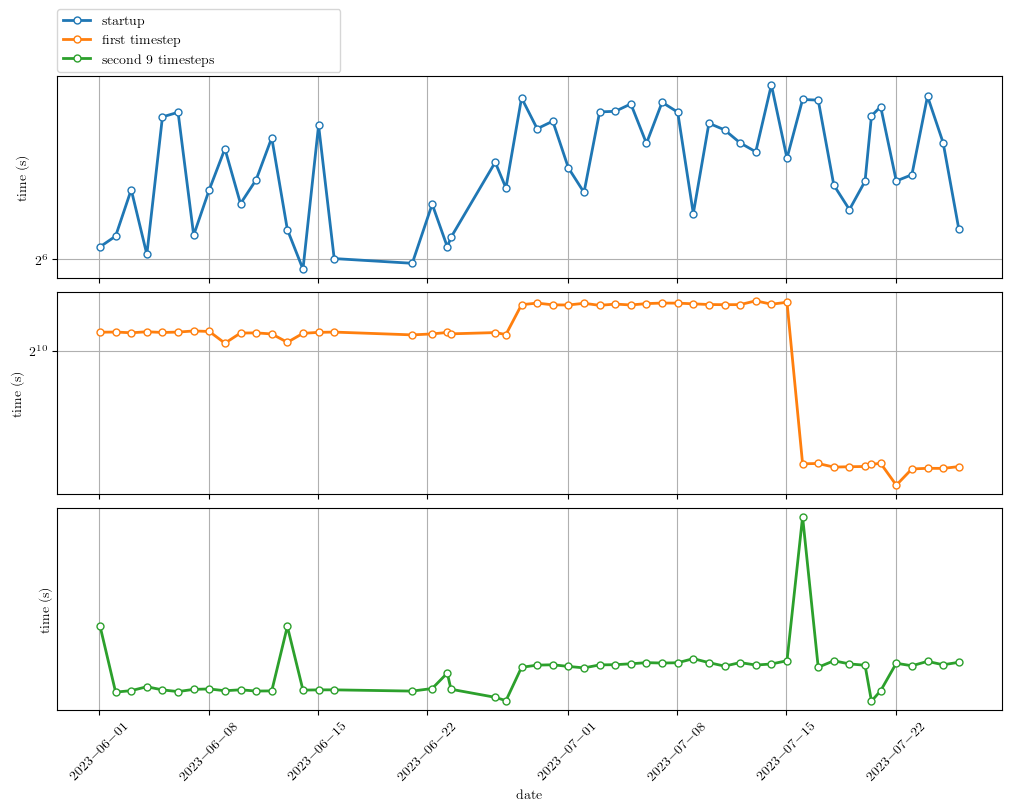 startup
first timestep
second 9 timesteps
time (s)
2^6
time (s)
2^10
time (s)
2023−06−01
2023−06−08
2023−06−15
2023−06−22
2023−07−01
2023−07−08
2023−07−15
2023−07−22
date